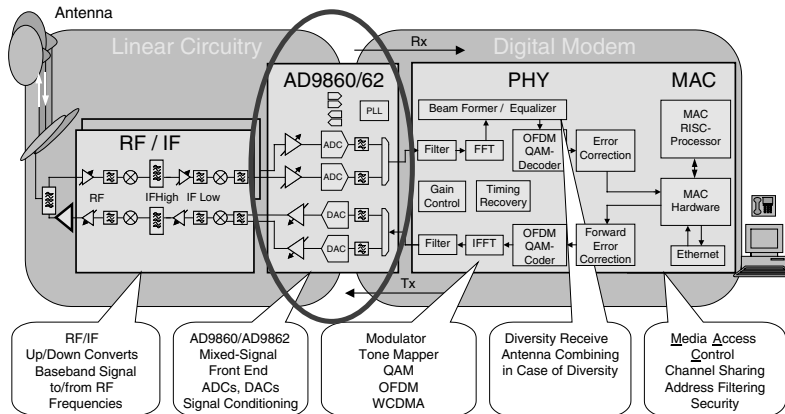 Antenna
Linear Circuitry
Rx
Digital Modem
AD9860/62
PLL
PHY
MAC
RF / IF
Beam Former / Equalizer
ADC
ADC
DAC
DAC
RF
IFHigh
IF Low
Filter
FFT
OFDM
QAM-
Decoder
Error
Correction
MAC
RISC-
Processor
Gain
Control
Timing
Recovery
MAC
Hardware
Filter
IFFT
OFDM
QAM-
Coder
Forward
Error
Correction
Ethernet
Tx
RF/IF
Up/Down Converts
Baseband Signal
to/from RF
Frequencies
AD9860/AD9862
Mixed-Signal
Front End
ADCs, DACs
Signal Conditioning
Modulator
Tone Mapper
QAM
OFDM
WCDMA
Diversity Receive
Antenna Combining
in Case of Diversity
Media Access
Control
Channel Sharing
Address Filtering
Security